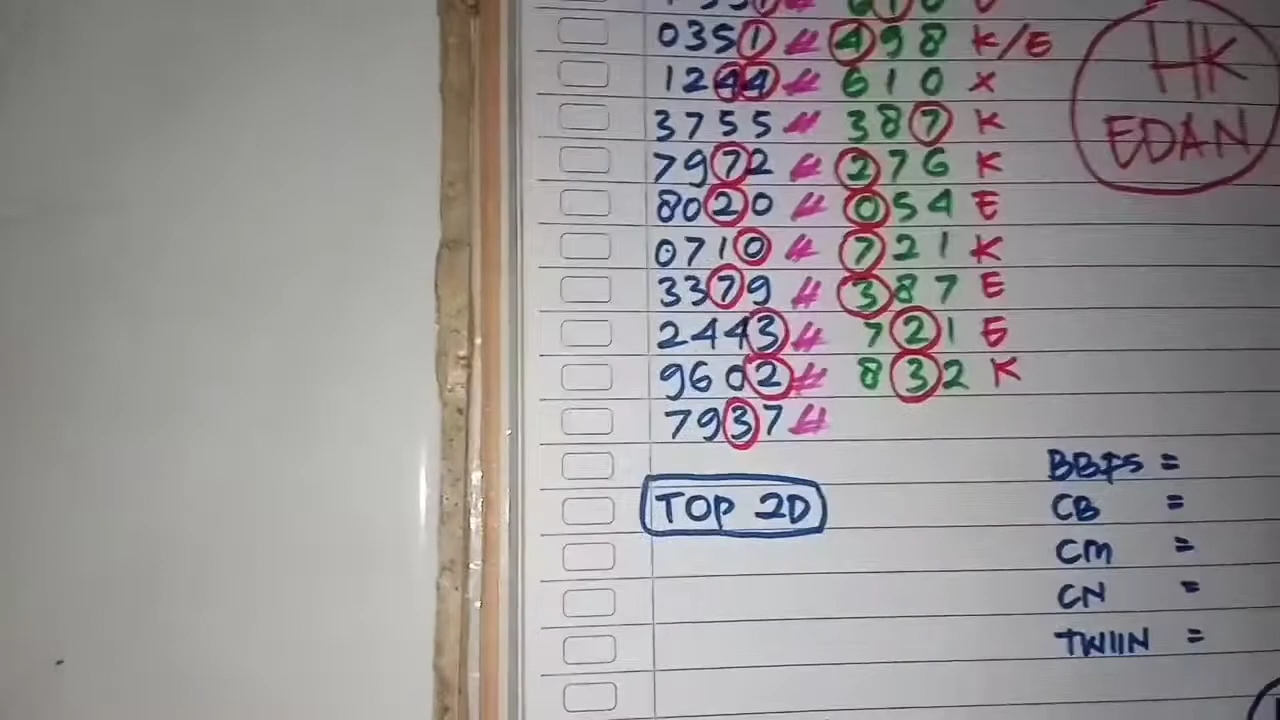 0351 # 498 K/E
1244 # 610 X
3755 # 387 K
7972 # 276 K
8020 # 054 E
0710 # 721 K
3379 # 387 E
2443 # 721 E
9602 # 832 K
7937 #
HK
EDAN
TOP 2D
BBFS =
CB =
CM =
CN =
TWIIN =